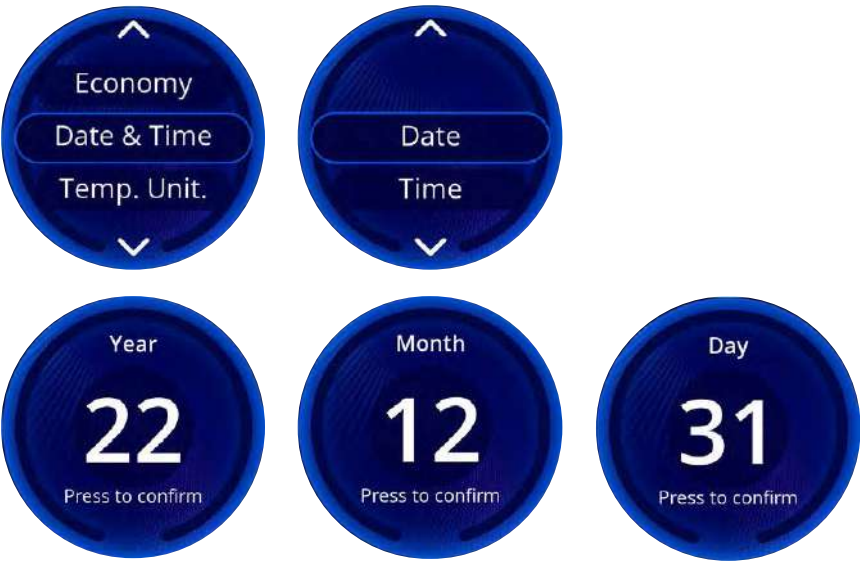 Economy
Date & Time
Temp. Unit.
Date
Time
Year
22
Press to confirm
Month
12
Press to confirm
Day
31
Press to confirm